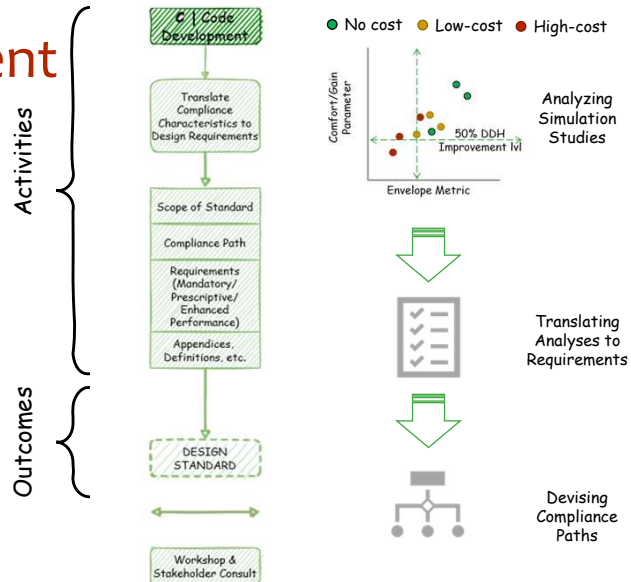 ent
Activities
Outcomes
C | Code
Development
Translate
Compliance
Characteristics to
Design Requirements
Scope of Standard
Compliance Path
Requirements
(Mandatory/
Prescriptive/
Enhanced
Performance)
Appendices,
Definitions, etc.
DESIGN
STANDARD
Workshop &
Stakeholder Consult
No cost
Low-cost
High-cost
Comfort/Gain
Parameter
50% DDH
Improvement lvl
Envelope Metric
Analyzing
Simulation
Studies
Translating
Analyses to
Requirements
Devising
Compliance
Paths